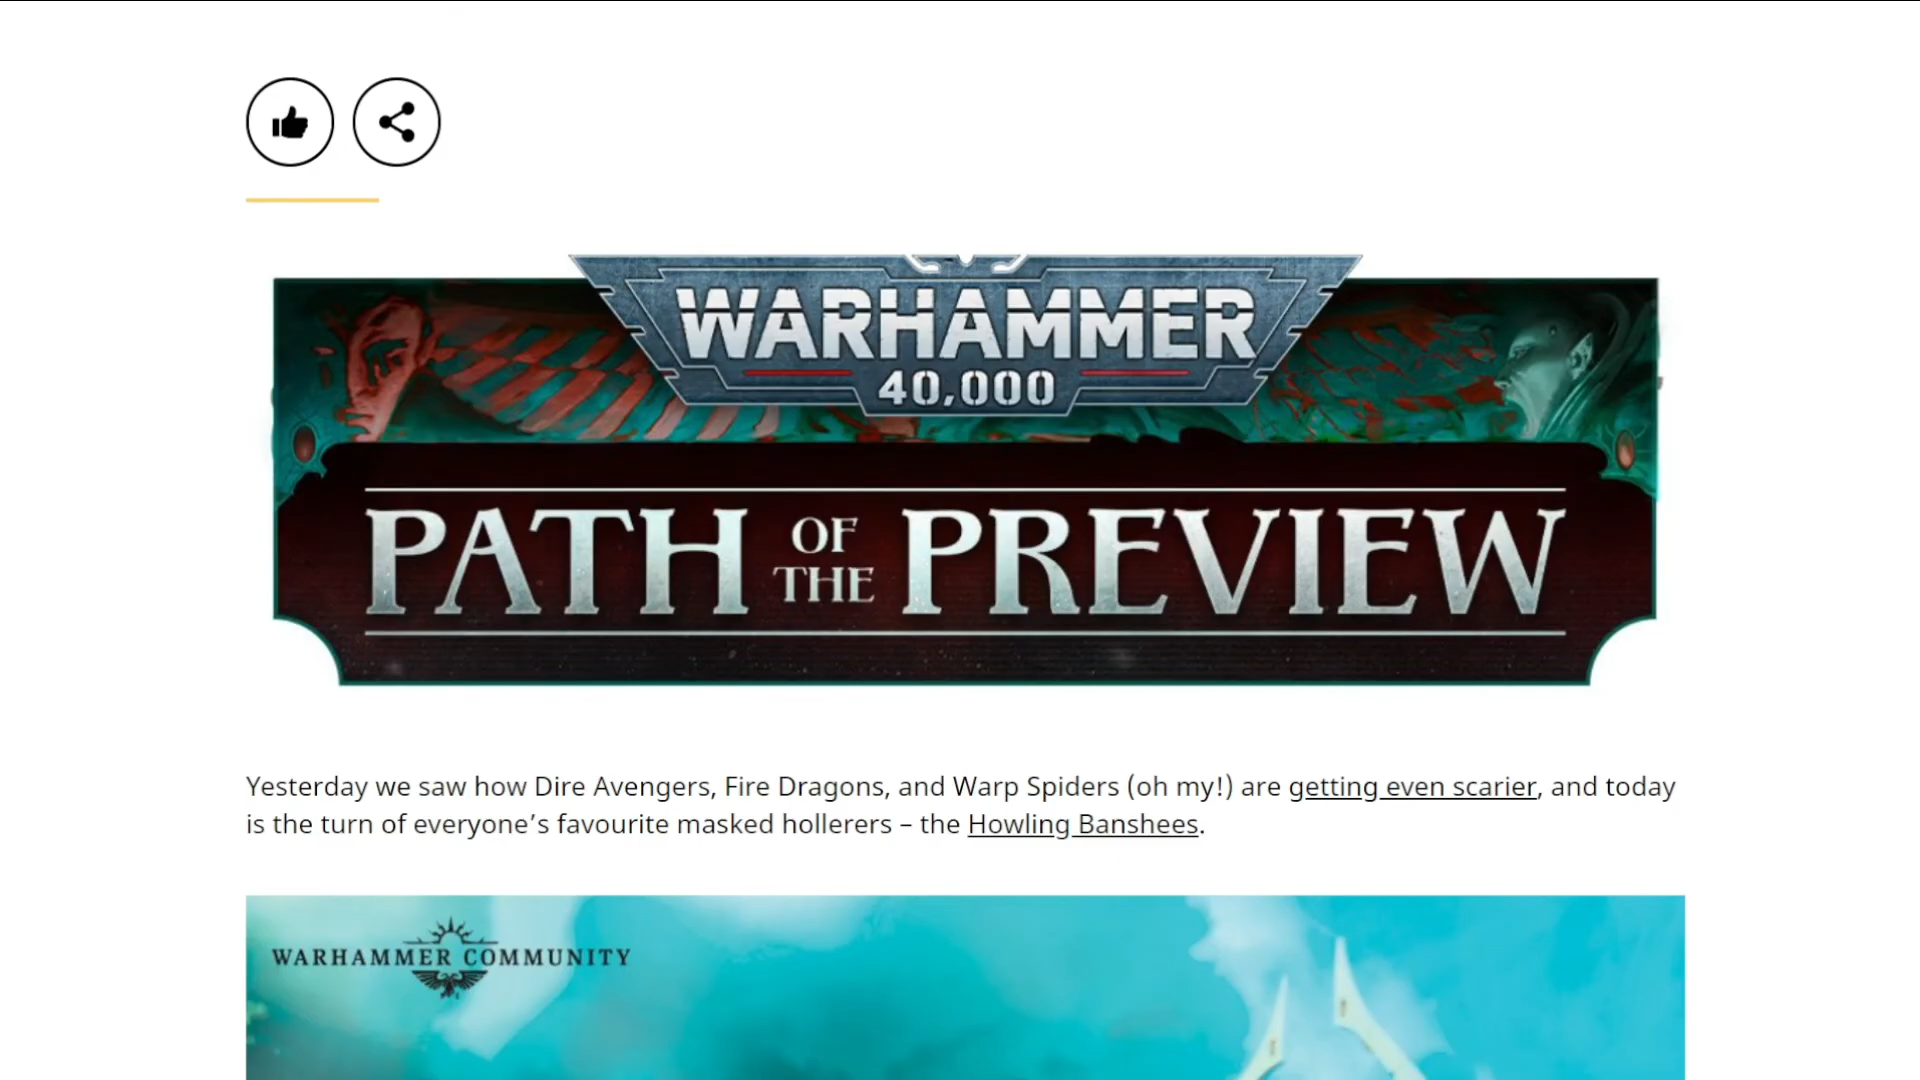 WARHAMMER
40,000
PATH OF THE PREVIEW
Yesterday we saw how Dire Avengers, Fire Dragons, and Warp Spiders (oh my!) are getting even scarier, and today
is the turn of everyone’s favourite masked hollerers – the Howling Banshees.
WARHAMMER COMMUNITY